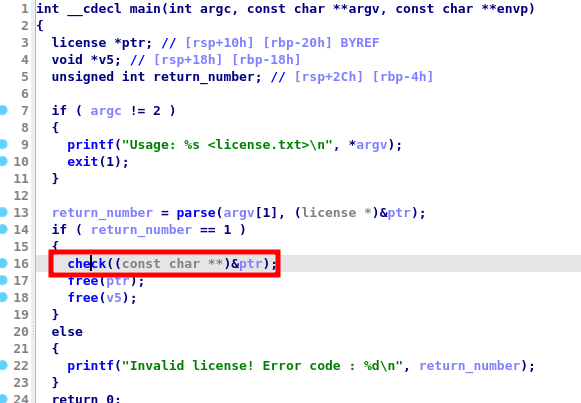 1 int __cdecl main(int argc, const char **argv, const char **envp)
2 {
3 license *ptr; // [rsp+10h] [rbp-20h] BYREF
4 void *v5; // [rsp+18h] [rbp-18h]
5 unsigned int return_number; // [rsp+2Ch] [rbp-4h]
6
7 if ( argc != 2 )
8 {
9 printf("Usage: %s <license.txt>\n", *argv);
10 exit(1);
11 }
12
13 return_number = parse(argv[1], (license *)&ptr);
14 if ( return_number == 1 )
15 {
16 check((const char **)&ptr);
17 free(ptr);
18 free(v5);
19 }
20 else
21 {
22 printf("Invalid license! Error code : %d\n", return_number);
23 }
24 return 0;